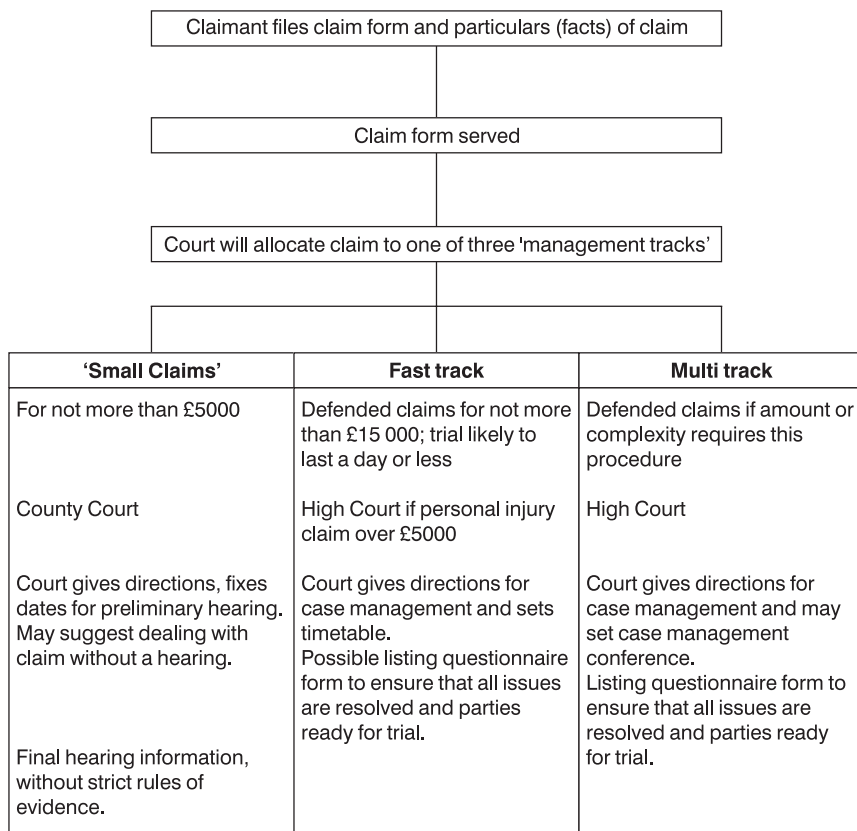 Claimant files claim form and particulars (facts) of claim
Claim form served
Court will allocate claim to one of three 'management tracks'
‘Small Claims’
For not more than £5000
County Court
Court gives directions, fixes
dates for preliminary hearing.
May suggest dealing with
claim without a hearing.
Final hearing information,
without strict rules of
evidence.
Fast track
Defended claims for not more
than £15 000; trial likely to
last a day or less
High Court if personal injury
claim over £5000
Court gives directions for
case management and sets
timetable.
Possible listing questionnaire
form to ensure that all issues
are resolved and parties
ready for trial.
Multi track
Defended claims if amount or
complexity requires this
procedure
High Court
Court gives directions for
case management and may
set case management
conference.
Listing questionnaire form to
ensure that all issues are
resolved and parties ready
for trial.